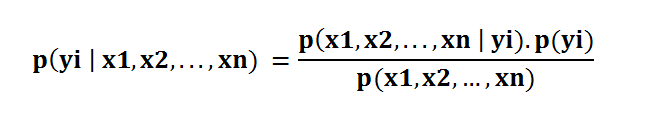 p(yi | x1,x2,...,xn) = p(x1,x2,...,xn | yi).p(yi)
p(x1,x2,...,xn)